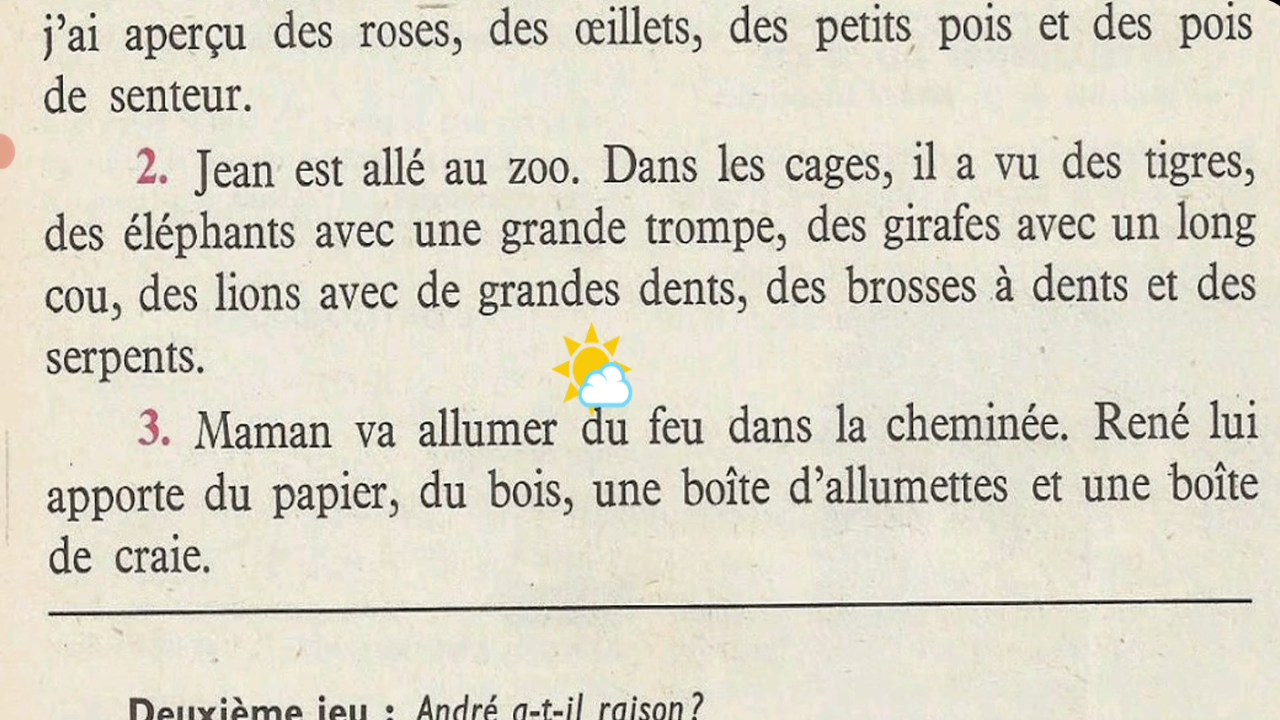 j'ai aperçu des roses, des œillets, des petits pois et des pois
de senteur.
2. Jean est allé au zoo. Dans les cages, il a vu des tigres,
des éléphants avec une grande trompe, des girafes avec un long
cou, des lions avec de grandes dents, des brosses à dents et des
serpents.
3. Maman va allumer du feu dans la cheminée. René lui
apporte du papier, du bois, une boîte d'allumettes et une boîte
de craie.
Deuxième jeu : André a-t-il raison ?